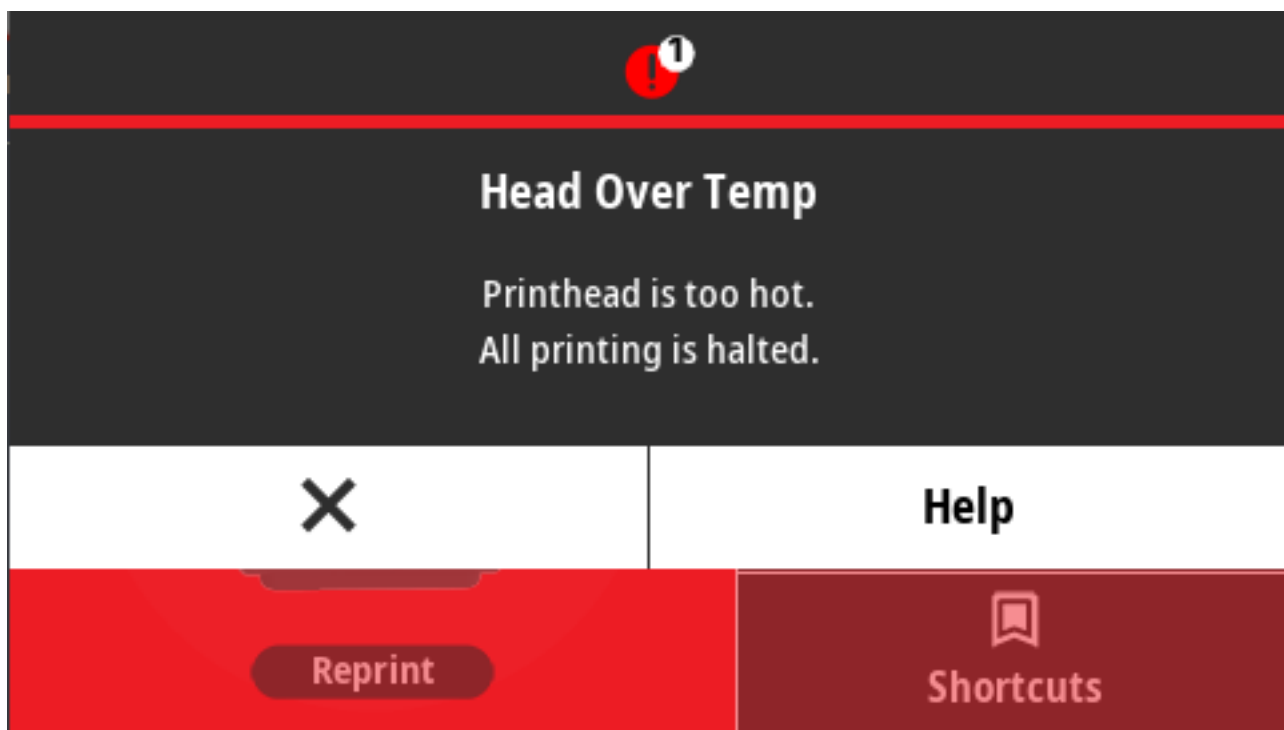 1
Head Over Temp
Printhead is too hot.
All printing is halted.
Help
Reprint
Shortcuts